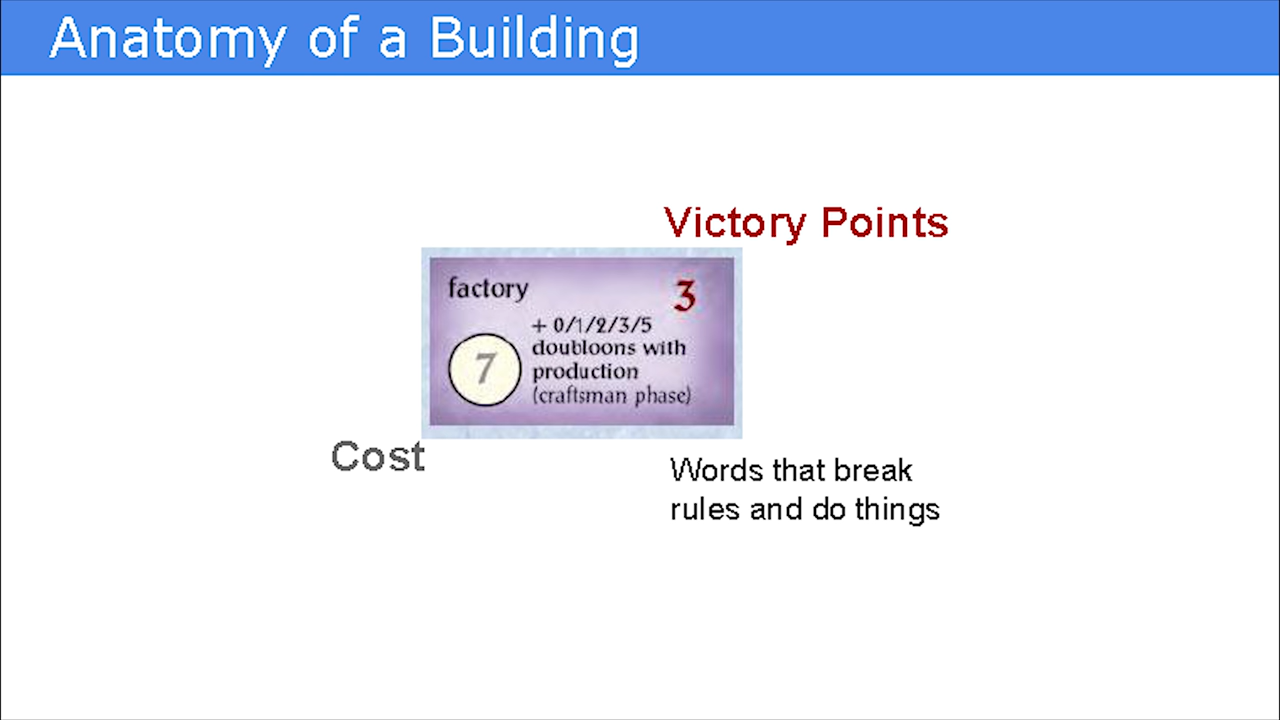 Anatomy of a Building
Victory Points
factory
3
+ 0/1/2/3/5
doubloons with
production
(craftsman phase)
7
Cost
Words that break
rules and do things